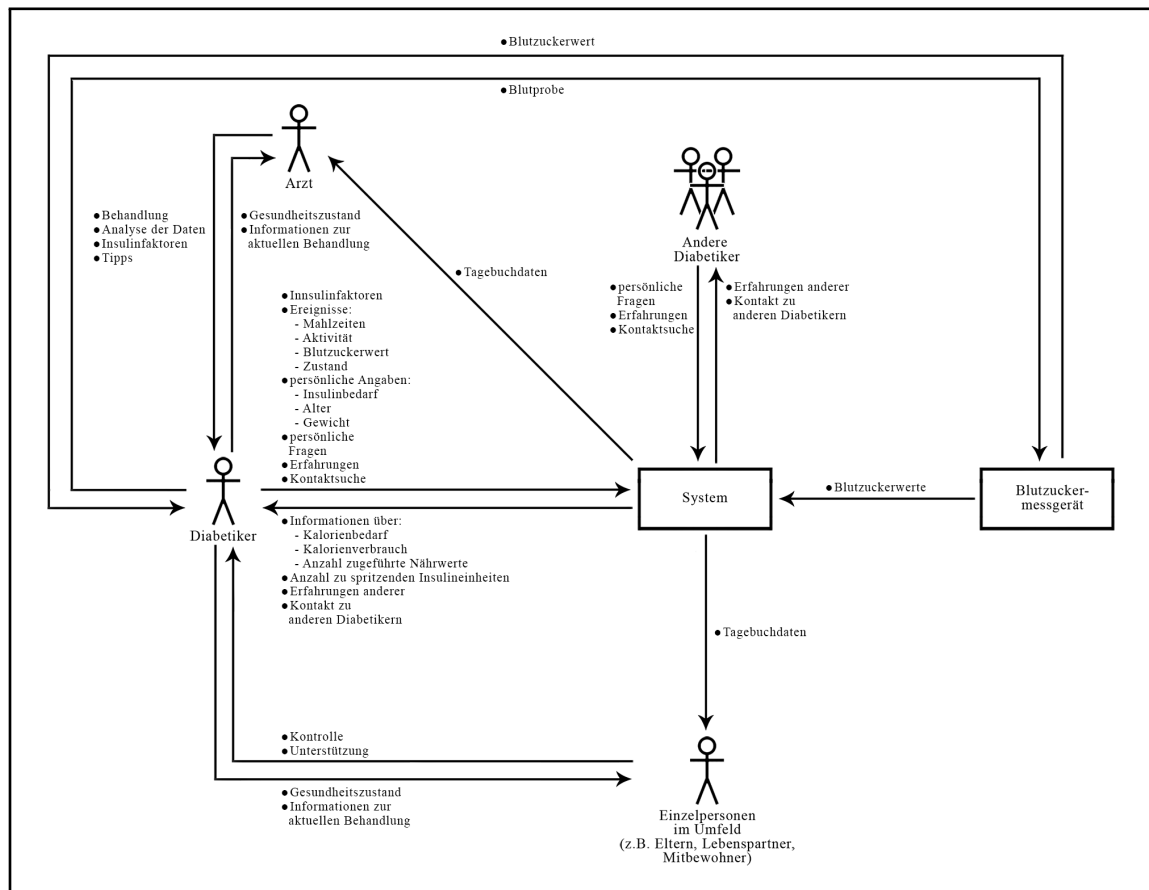 ● Blutzuckerwert
● Blutprobe
Arzt
● Behandlung
● Analyse der Daten
● Insulinfaktoren
● Tipps
● Gesundheitszustand
● Informationen zur
aktuellen Behandlung
● Tagebuchdaten
Andere
Diabetiker
● persönliche
Fragen
● Erfahrungen
● Kontaktsuche
● Erfahrungen anderer
● Kontakt zu
anderen Diabetikern
● Innsulinfaktoren
● Ereignisse:
- Mahlzeiten
- Aktivität
- Blutzuckerwert
- Zustand
● persönliche Angaben:
- Insulinbedarf
- Alter
- Gewicht
● persönliche
Fragen
● Erfahrungen
● Kontaktsuche
Diabetiker
System
● Blutzuckerwerte
Blutzucker-
messgerät
● Informationen über:
- Kalorienbedarf
- Kalorienverbrauch
- Anzahl zugeführte Nährwerte
● Anzahl zu spritzenden Insulineinheiten
● Erfahrungen anderer
● Kontakt zu
anderen Diabetikern
● Tagebuchdaten
● Kontrolle
● Unterstützung
● Gesundheitszustand
● Informationen zur
aktuellen Behandlung
Einzelpersonen
im Umfeld
(z.B. Eltern, Lebenspartner,
Mitbewohner)